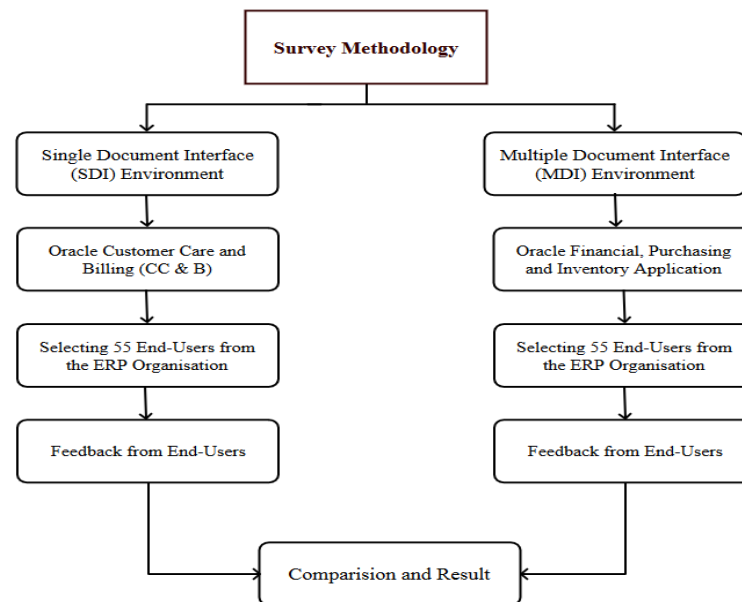 Survey Methodology
Single Document Interface
(SDI) Environment
Oracle Customer Care and
Billing (CC & B)
Selecting 55 End-Users from
the ERP Organisation
Feedback from End-Users
Multiple Document Interface
(MDI) Environment
Oracle Financial, Purchasing
and Inventory Application
Selecting 55 End-Users from
the ERP Organisation
Feedback from End-Users
Comparision and Result